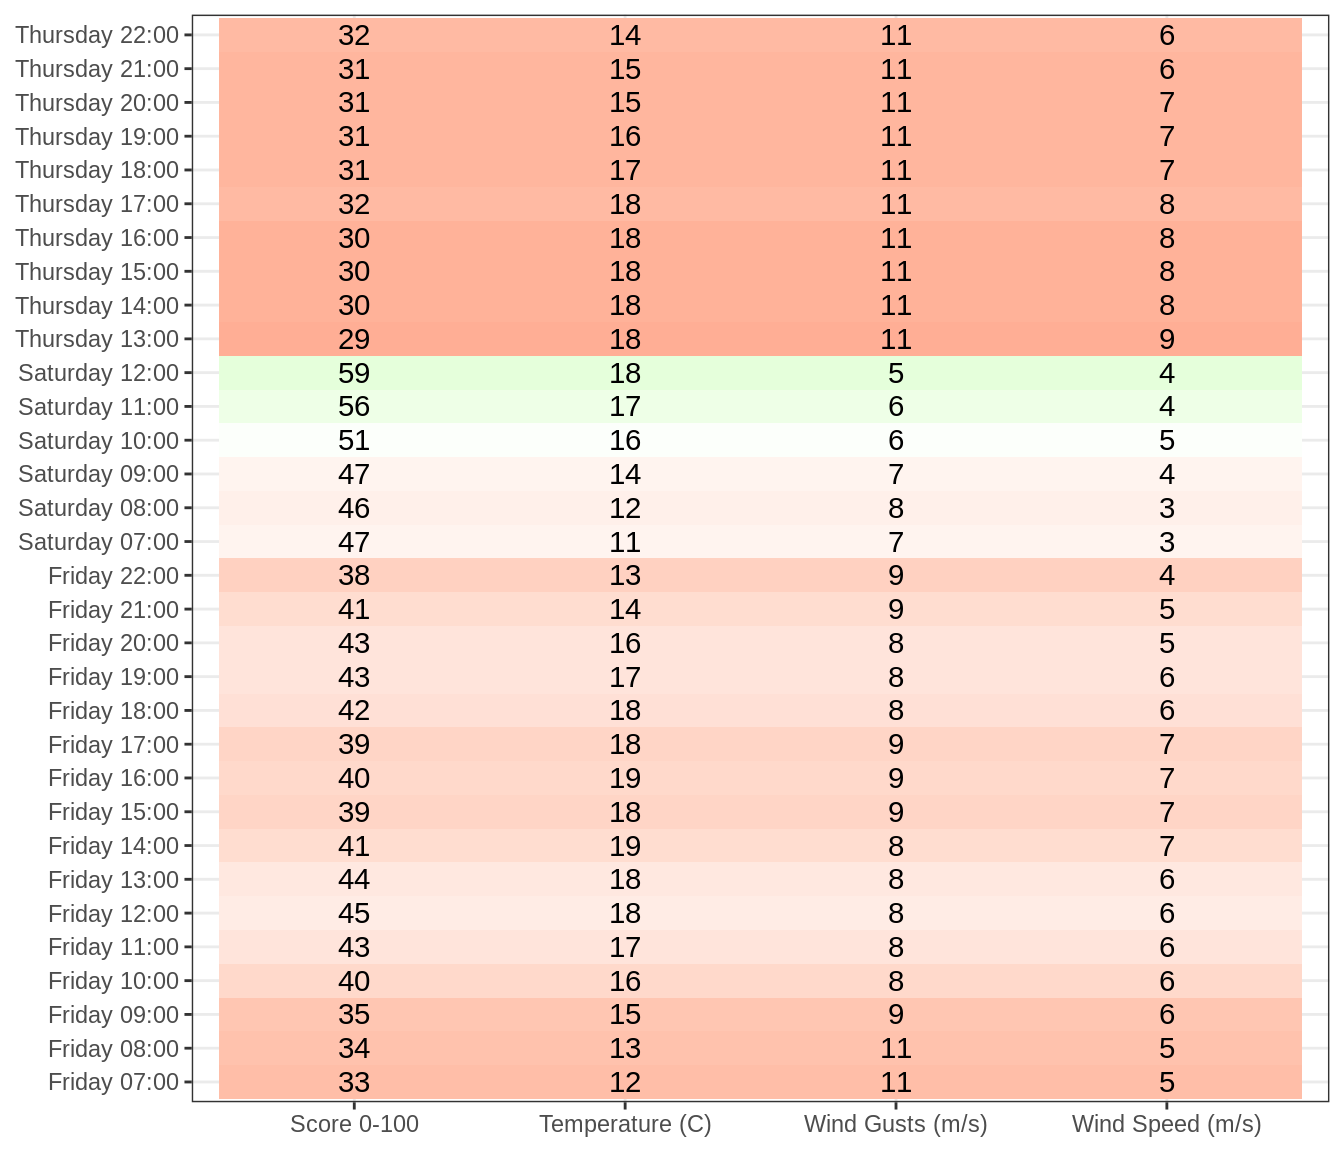 Thursday 22:00 32 14 11 6
Thursday 21:00 31 15 11 6
Thursday 20:00 31 15 11 7
Thursday 19:00 31 16 11 7
Thursday 18:00 31 17 11 7
Thursday 17:00 32 18 11 8
Thursday 16:00 30 18 11 8
Thursday 15:00 30 18 11 8
Thursday 14:00 30 18 11 8
Thursday 13:00 29 18 11 9
Saturday 12:00 59 18 5 4
Saturday 11:00 56 17 6 4
Saturday 10:00 51 16 6 5
Saturday 09:00 47 14 7 4
Saturday 08:00 46 12 8 3
Saturday 07:00 47 11 7 3
Friday 22:00 38 13 9 4
Friday 21:00 41 14 9 5
Friday 20:00 43 16 8 5
Friday 19:00 43 17 8 6
Friday 18:00 42 18 8 6
Friday 17:00 39 18 9 7
Friday 16:00 40 19 9 7
Friday 15:00 39 18 9 7
Friday 14:00 41 19 8 7
Friday 13:00 44 18 8 6
Friday 12:00 45 18 8 6
Friday 11:00 43 17 8 6
Friday 10:00 40 16 8 6
Friday 09:00 35 15 9 6
Friday 08:00 34 13 11 5
Friday 07:00 33 12 11 5
Score 0-100 Temperature (C) Wind Gusts (m/s) Wind Speed (m/s)